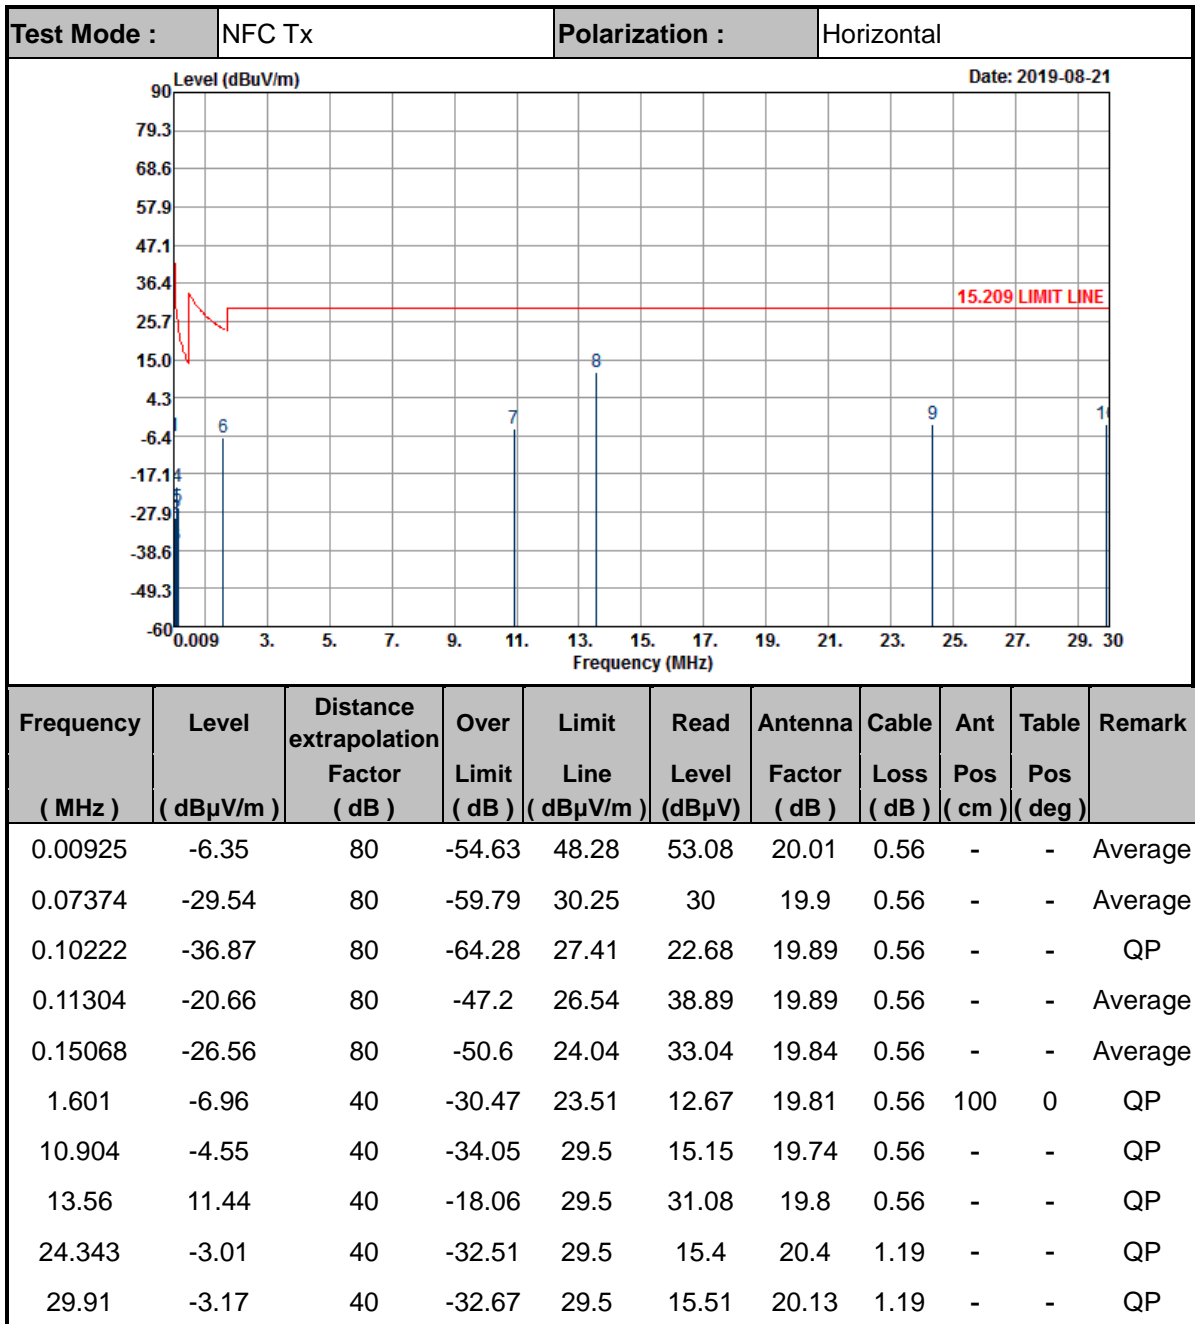 Test Mode : NFC Tx Polarization : Horizontal
Level (dBuV/m) Date: 2019-08-21
90
79.3
68.6
57.9
47.1
36.4
25.7
15.0
4.3
-6.4
-17.1
-27.9
-38.6
-49.3
-60
15.209 LIMIT LINE
4
6
7
8
9
0.009 3. 5. 7. 9. 11. 13. 15. 17. 19. 21. 23. 25. 27. 29. 30
Frequency (MHz)
Frequency Level Distance extrapolation Over Limit Read Antenna Cable Ant Table Remark
Factor Limit Line Level Factor Loss Pos Pos
( MHz ) ( dBµV/m ) ( dB ) ( dB ) ( dBµV/m ) (dBµV) ( dB ) ( dB ) ( cm ) ( deg )
0.00925 -6.35 80 -54.63 48.28 53.08 20.01 0.56 - - Average
0.07374 -29.54 80 -59.79 30.25 30 19.9 0.56 - - Average
0.10222 -36.87 80 -64.28 27.41 22.68 19.89 0.56 - - QP
0.11304 -20.66 80 -47.2 26.54 38.89 19.89 0.56 - - Average
0.15068 -26.56 80 -50.6 24.04 33.04 19.84 0.56 - - Average
1.601 -6.96 40 -30.47 23.51 12.67 19.81 0.56 100 0 QP
10.904 -4.55 40 -34.05 29.5 15.15 19.74 0.56 - - QP
13.56 11.44 40 -18.06 29.5 31.08 19.8 0.56 - - QP
24.343 -3.01 40 -32.51 29.5 15.4 20.4 1.19 - - QP
29.91 -3.17 40 -32.67 29.5 15.51 20.13 1.19 - - QP